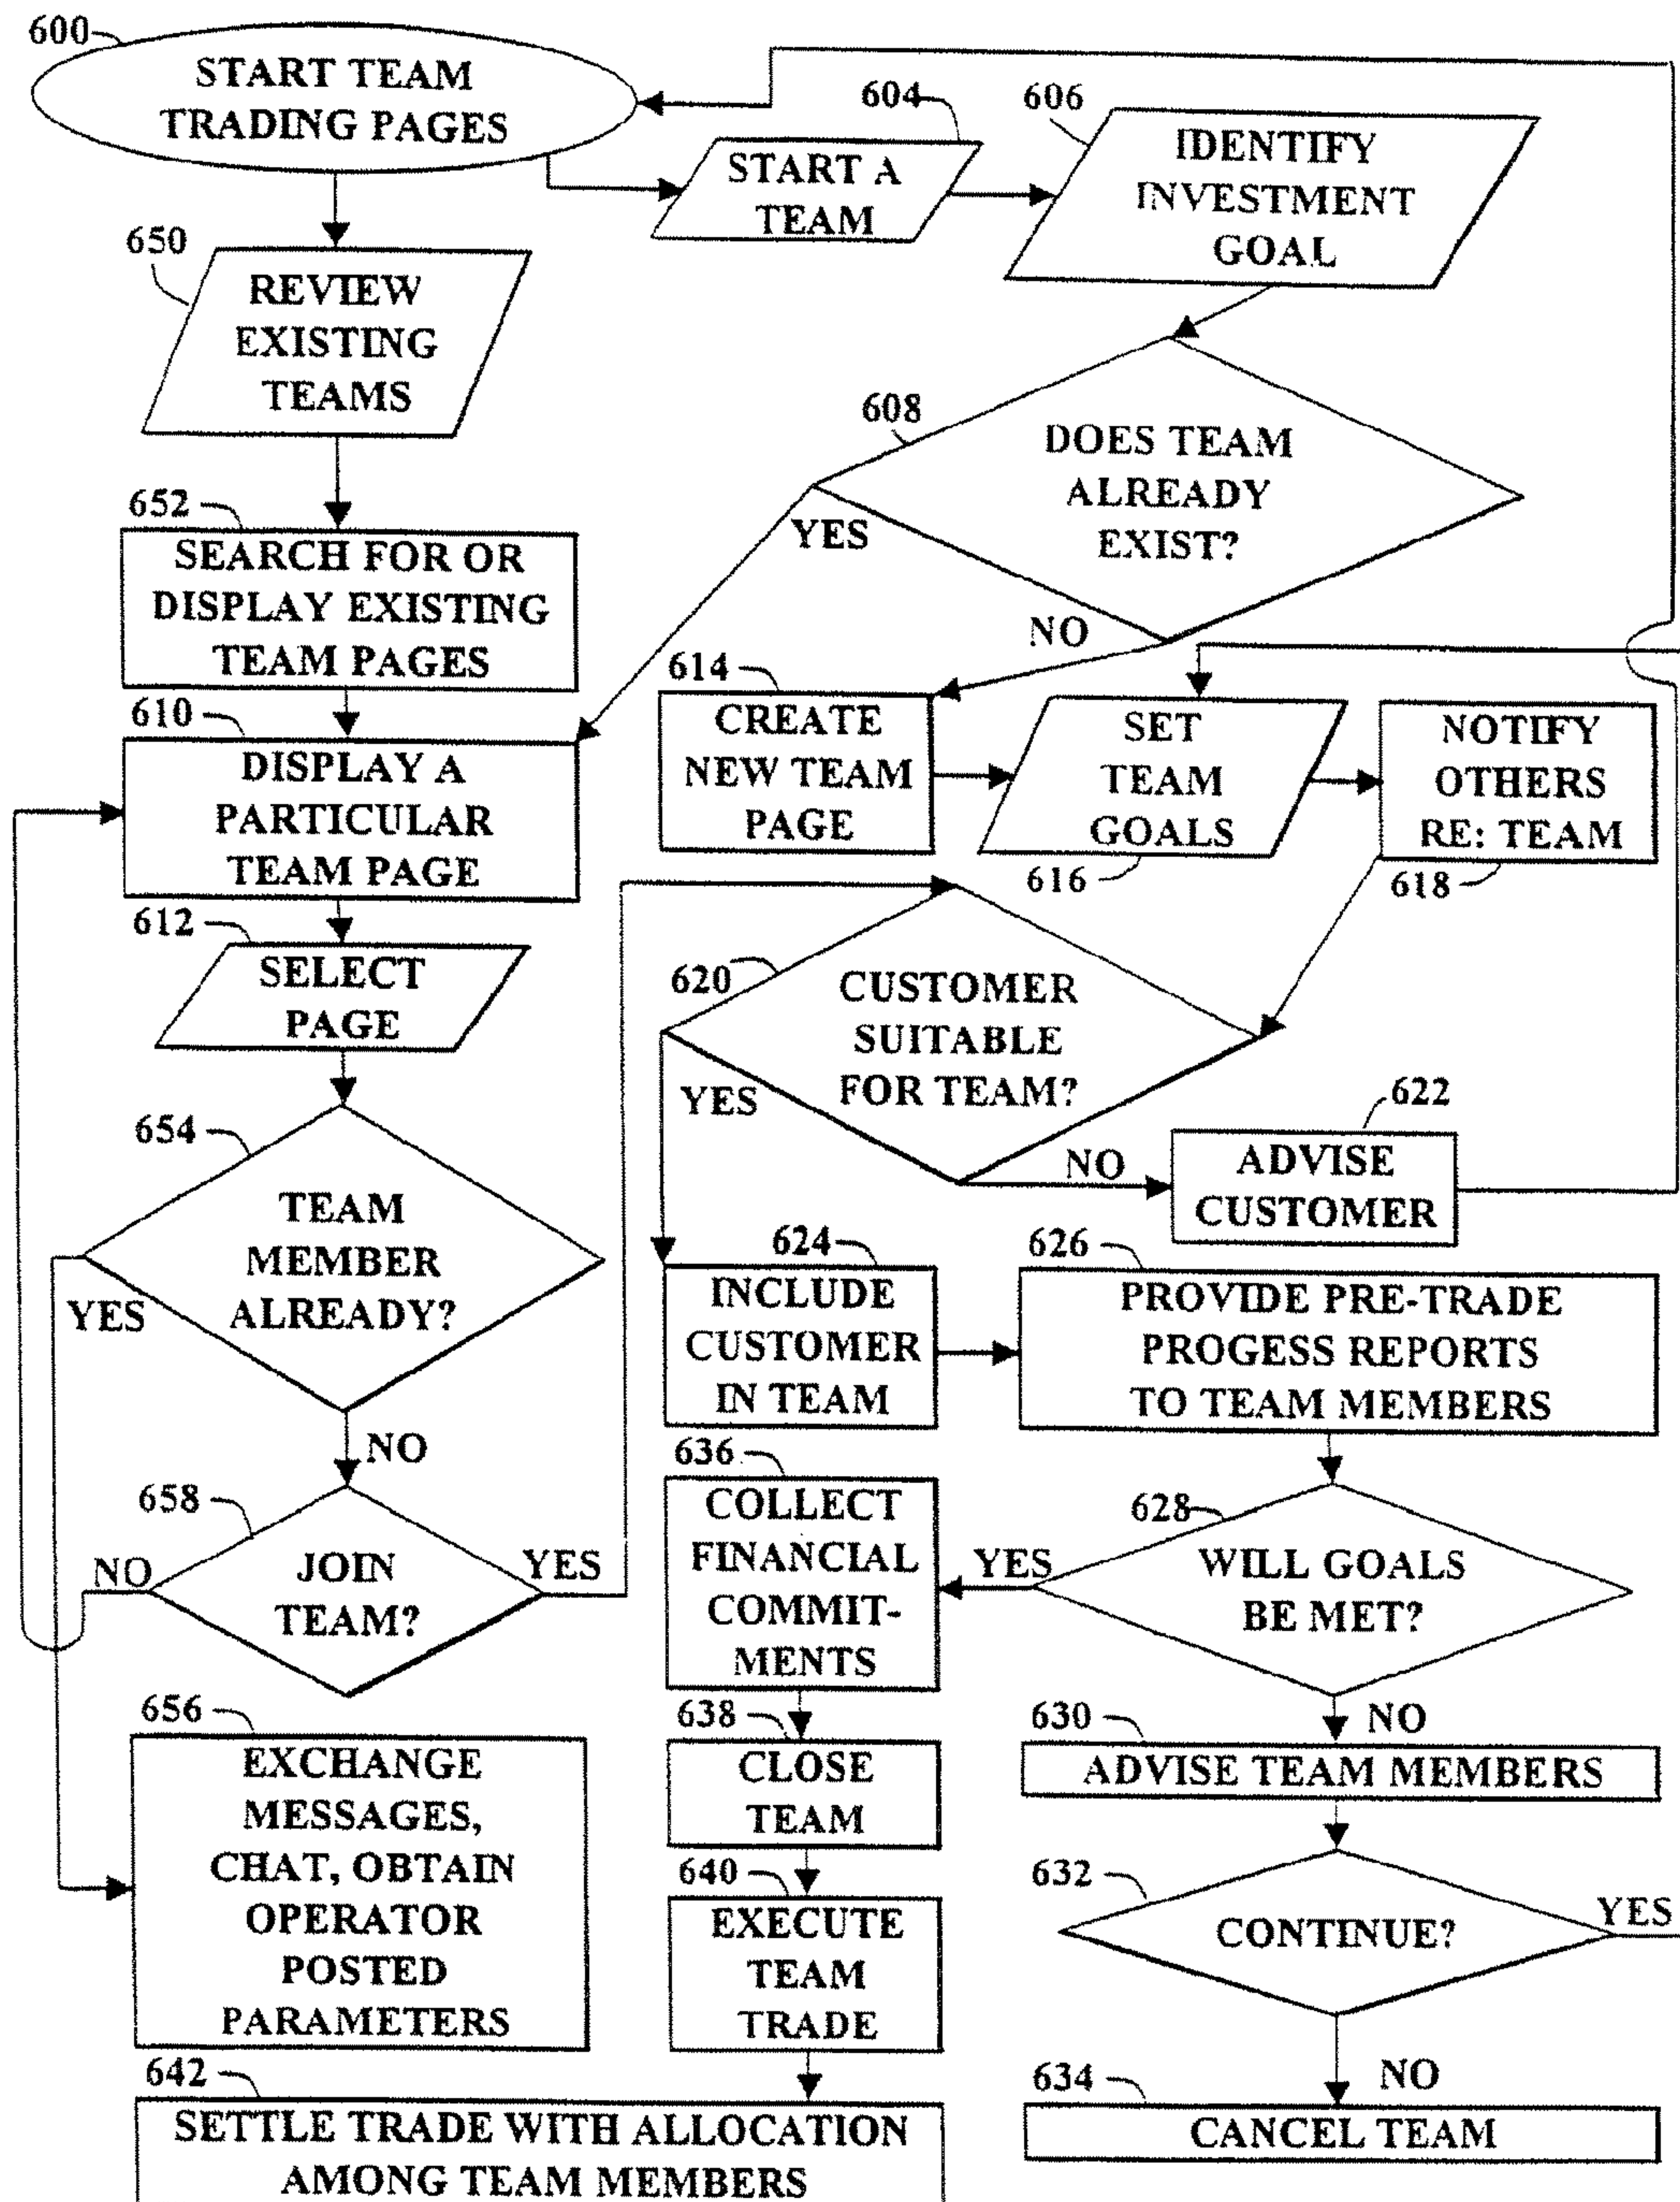 600
START TEAM
TRADING PAGES
604
START A
TEAM
606
IDENTIFY
INVESTMENT
GOAL
650
REVIEW
EXISTING
TEAMS
608
DOES TEAM
ALREADY
EXIST?
YES
NO
652
SEARCH FOR OR
DISPLAY EXISTING
TEAM PAGES
610
DISPLAY A
PARTICULAR
TEAM PAGE
614
CREATE
NEW TEAM
PAGE
SET
TEAM
GOALS
616
NOTIFY
OTHERS
RE: TEAM
618
612
SELECT
PAGE
620
CUSTOMER
SUITABLE
FOR TEAM?
YES
NO
622
ADVISE
CUSTOMER
654
TEAM
MEMBER
ALREADY?
YES
NO
624
INCLUDE
CUSTOMER
IN TEAM
626
PROVIDE PRE-TRADE
PROGESS REPORTS
TO TEAM MEMBERS
658
JOIN
TEAM?
NO
YES
636
COLLECT
FINANCIAL
COMMIT-
MENTS
628
WILL GOALS
BE MET?
YES
NO
656
EXCHANGE
MESSAGES,
CHAT, OBTAIN
OPERATOR
POSTED
PARAMETERS
638
CLOSE
TEAM
630
ADVISE TEAM MEMBERS
640
EXECUTE
TEAM
TRADE
632
CONTINUE?
YES
NO
642
SETTLE TRADE WITH ALLOCATION
AMONG TEAM MEMBERS
634
CANCEL TEAM